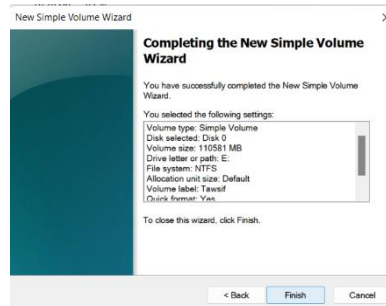 New Simple Volume Wizard
Completing the New Simple Volume
Wizard
You have successfully completed the New Simple Volume
Wizard.
You selected the following settings:
Volume type: Simple Volume
Disk selected: Disk 0
Volume size: 110581 MB
Drive letter or path: E:
File system: NTFS
Allocation unit size: Default
Volume label: Tawsif
Quick format: Yes
To close this wizard, click Finish.
< Back Finish Cancel